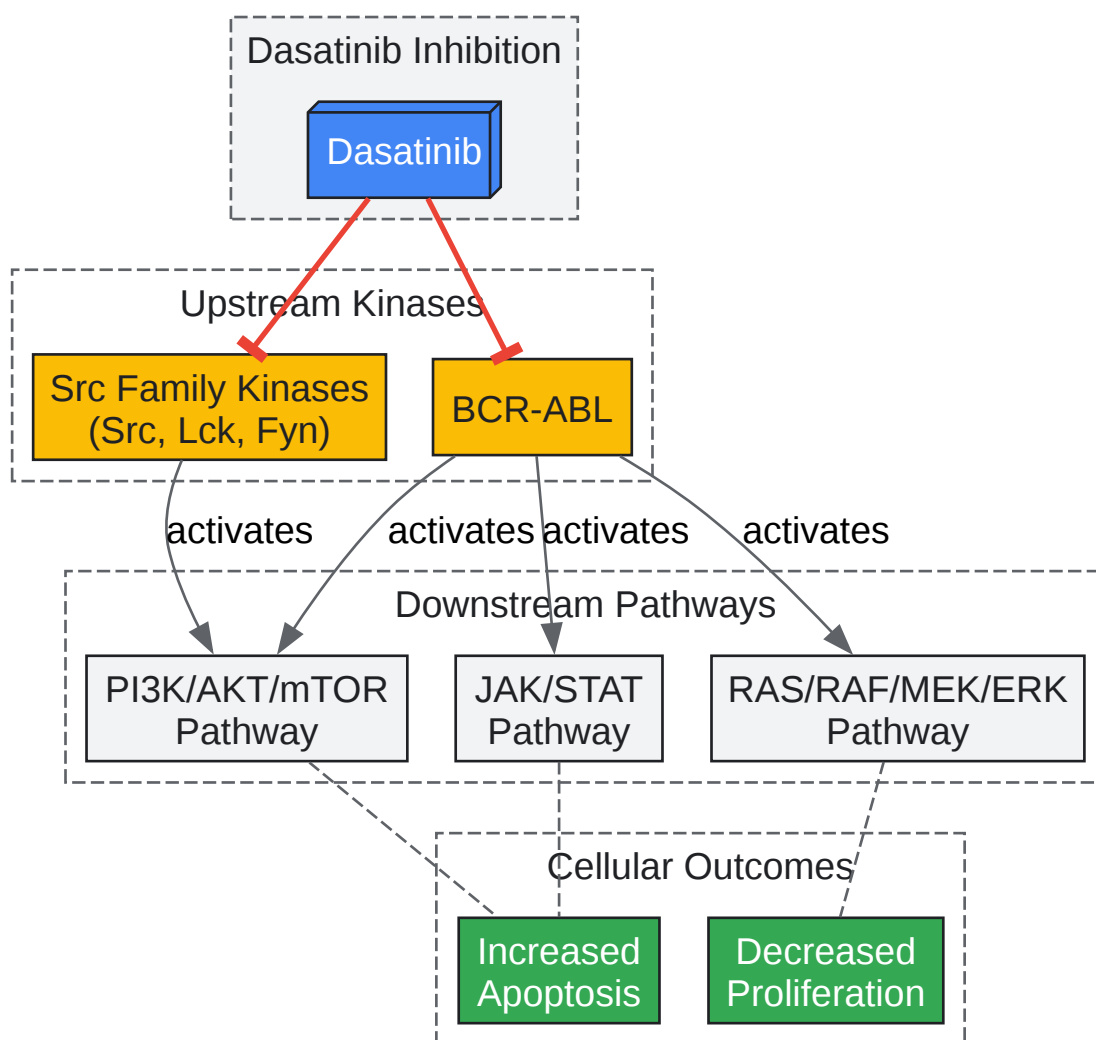 Dasatinib Inhibition
Dasatinib
Upstream Kinases
Src Family Kinases
(Src, Lck, Fyn)
BCR-ABL
activates
activates
activates
activates
Downstream Pathways
PI3K/AKT/mTOR
Pathway
JAK/STAT
Pathway
RAS/RAF/MEK/ERK
Pathway
Cellular Outcomes
Increased
Apoptosis
Decreased
Proliferation